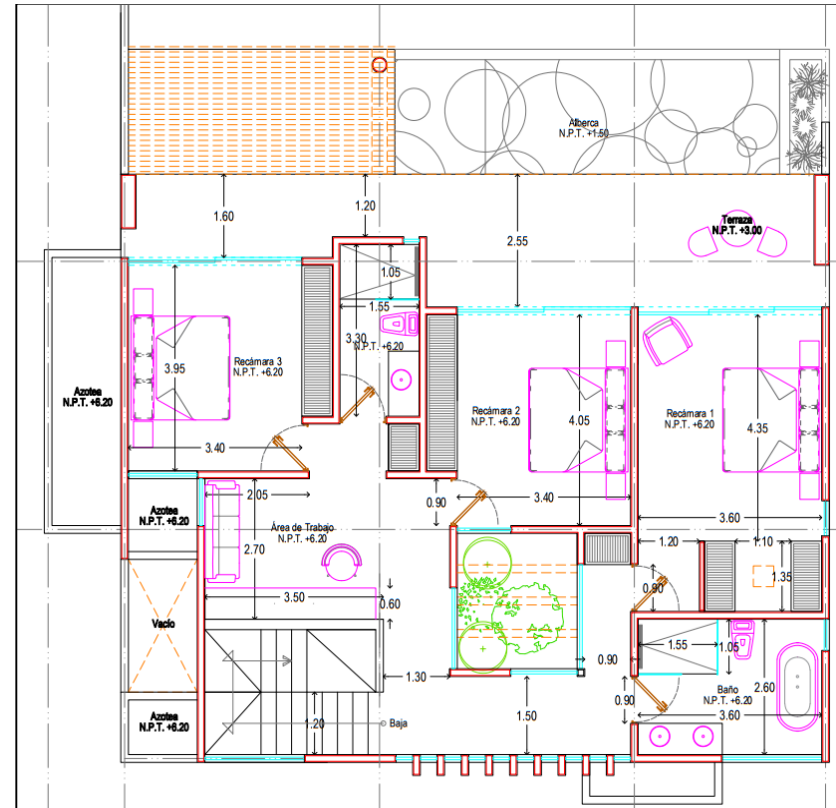 Alberca
N.P.T. +1.50
1.60
1.20
2.55
Terraza
N.P.T. +3.00
1.05
1.55
3.30
N.P.T. +6.20
Recámara 3
N.P.T. +6.20
3.95
Azotea
N.P.T. +6.20
Recámara 2
N.P.T. +6.20
4.05
Recámara 1
N.P.T. +6.20
4.35
3.40
2.05
0.90
3.40
3.60
Azotea
N.P.T. +6.20
Área de Trabajo
N.P.T. +6.20
2.70
1.20
1.10
1.35
0.90
3.50
0.60
Vacío
1.30
0.90
1.55
1.05
2.60
Baño
N.P.T. +6.20
3.60
0.90
Azotea
N.P.T. +6.20
1.20
Baja
1.50